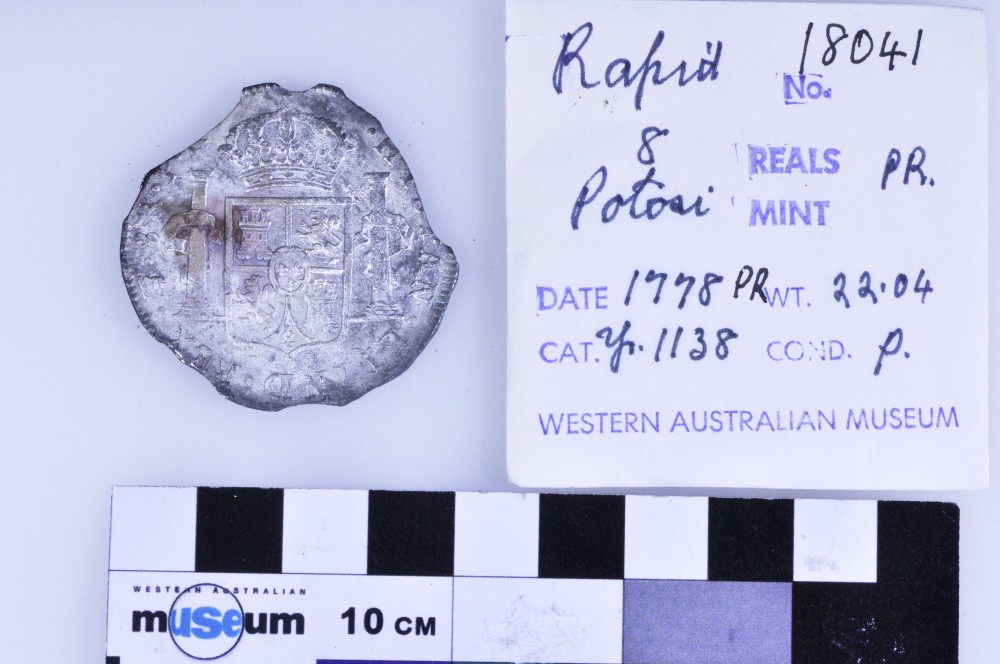 Rapid 18041
No.
8 REALS PR.
Potosi MINT
DATE 1778 PR WT. 22.04
CAT. Yr. 1138 COND. P.
WESTERN AUSTRALIAN MUSEUM
WESTERN AUSTRALIAN
museum 10 CM